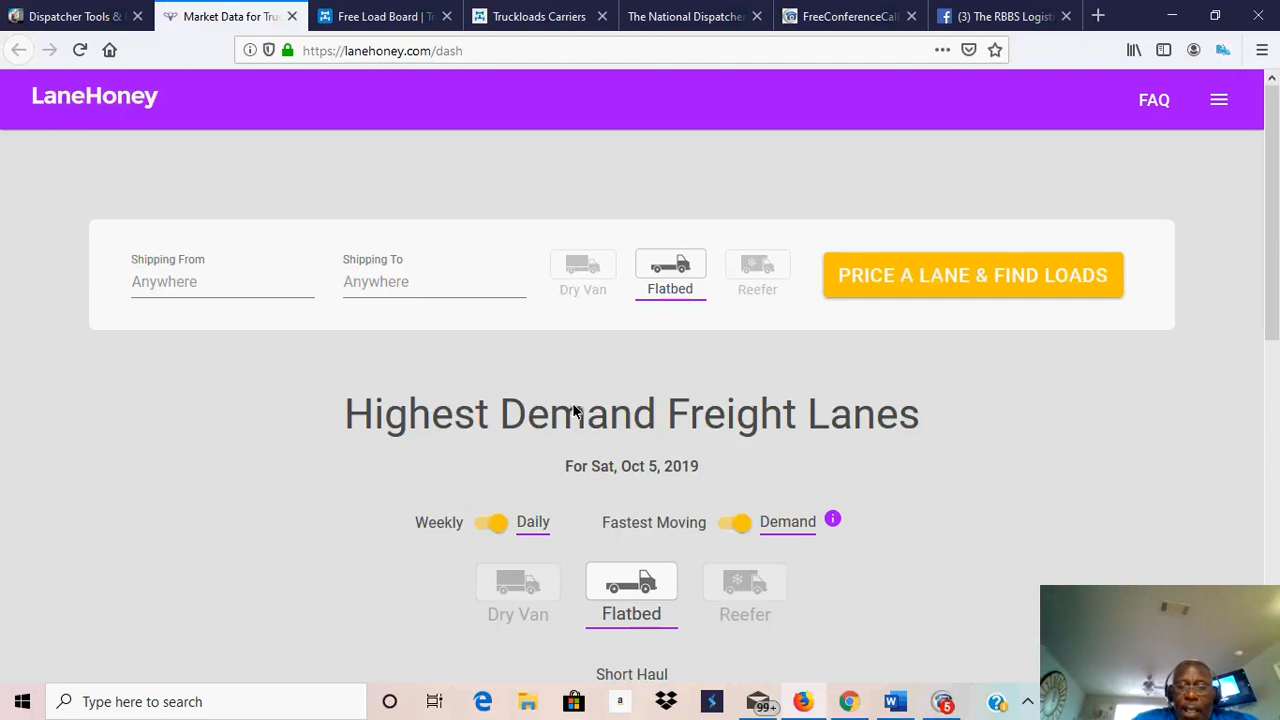 Dispatcher Tools &
Market Data for Tru
Free Load Board | T
Truckloads Carriers
The National Dispatche
FreeConferenceCal
(3) The RBBS Logist
https://lanehoney.com/dash
LaneHoney
FAQ
Shipping From
Anywhere
Shipping To
Anywhere
Dry Van
Flatbed
Reefer
PRICE A LANE & FIND LOADS
Highest Demand Freight Lanes
For Sat, Oct 5, 2019
Weekly
Daily
Fastest Moving
Demand
Dry Van
Flatbed
Reefer
Short Haul
Type here to search
99+
5